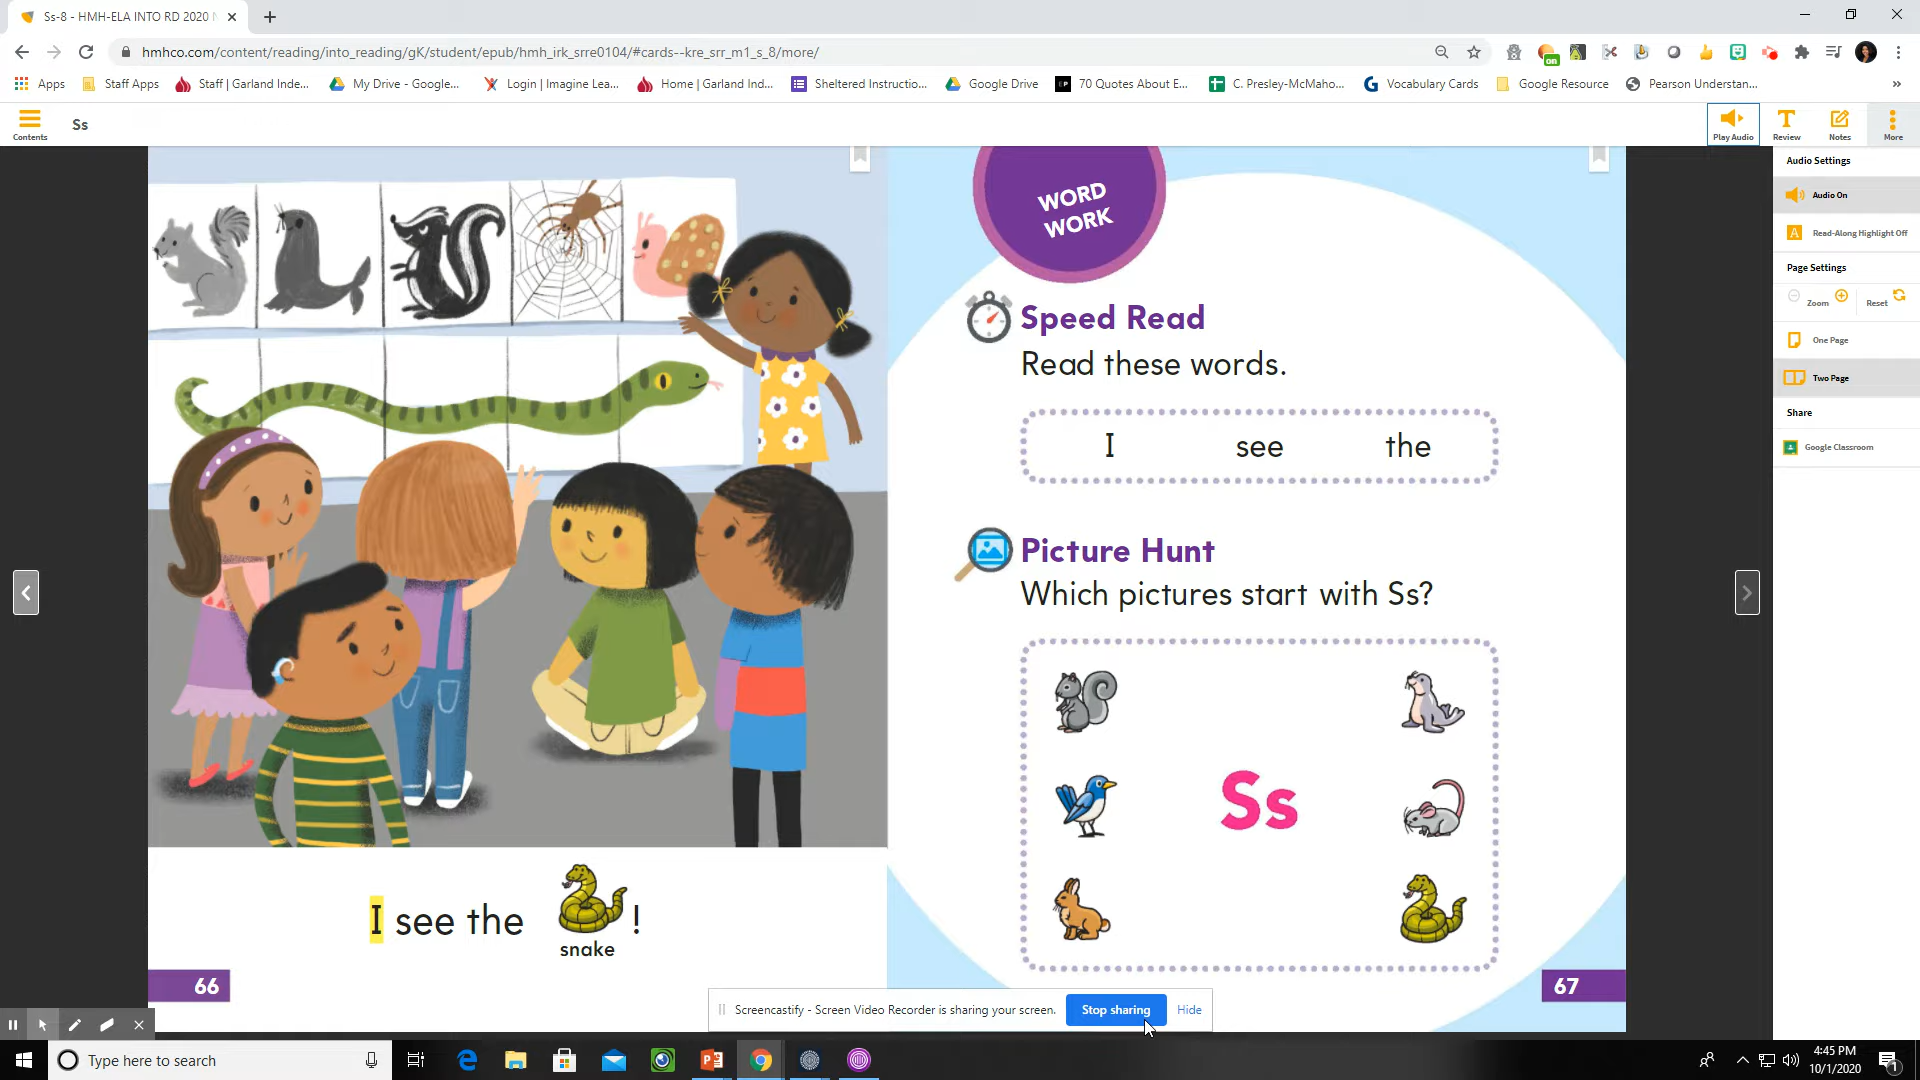 Ss-8 - HMH-ELA INTO RD 2020
hmhco.com/content/reading/into_reading/gK/student/epub/hmh_irk_srre0104/#cards--kre_srr_m1_s_8/more/
on
Apps
Staff Apps
Staff | Garland Inde...
My Drive - Google...
Login | Imagine Lea...
Home | Garland Ind...
Sheltered Instructio...
Google Drive
EP
70 Quotes About E...
C. Presley-McMaho...
Vocabulary Cards
Google Resource
Pearson Understan...
Contents
Ss
Play Audio
Review
Notes
More
Audio Settings
Audio On
A
Read-Along Highlight Off
Page Settings
Zoom
Reset
One Page
Two Page
Share
Google Classroom
I see the !
snake
66
WORD
WORK
Speed Read
Read these words.
I see the
Picture Hunt
Which pictures start with Ss?
Ss
67
Screencastify - Screen Video Recorder is sharing your screen.
Stop sharing
Hide
Type here to search
4:45 PM
10/1/2020
1